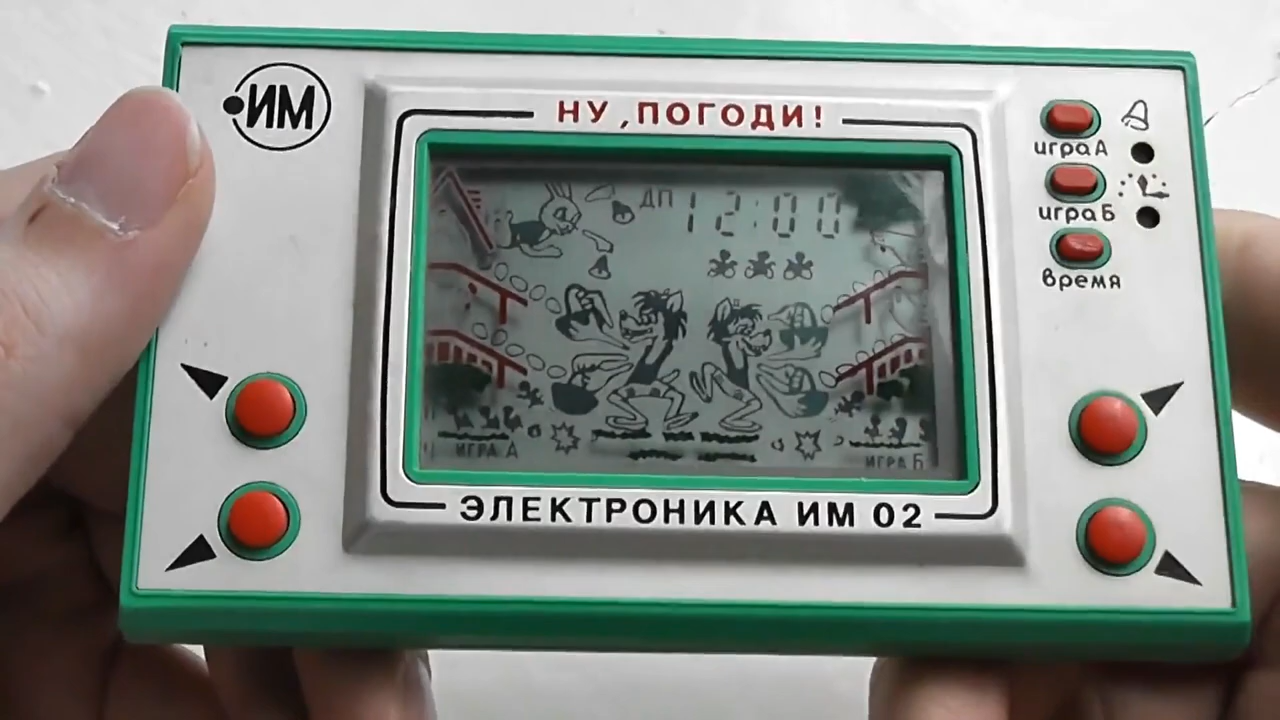 ИМ
НУ, ПОГОДИ!
игра А
игра Б
время
ДП 12:00
ИГРА А
ИГРА Б
ЭЛЕКТРОНИКА ИМ 02